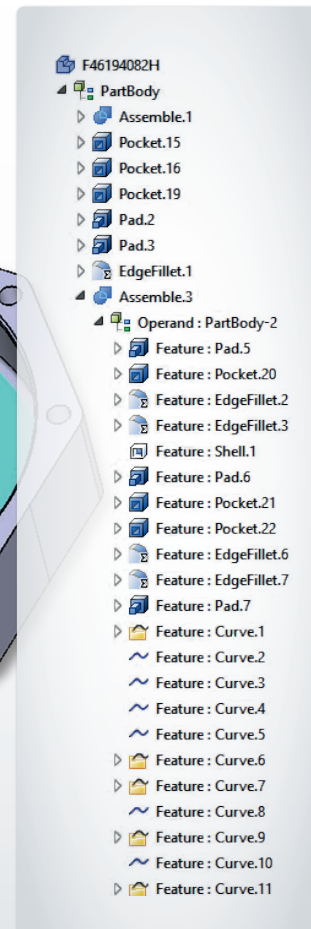 F46194082H
PartBody
Assemble.1
Pocket.15
Pocket.16
Pocket.19
Pad.2
Pad.3
EdgeFillet.1
Assemble.3
Operand : PartBody-2
Feature : Pad.5
Feature : Pocket.20
Feature : EdgeFillet.2
Feature : EdgeFillet.3
Feature : Shell.1
Feature : Pad.6
Feature : Pocket.21
Feature : Pocket.22
Feature : EdgeFillet.6
Feature : EdgeFillet.7
Feature : Pad.7
Feature : Curve.1
Feature : Curve.2
Feature : Curve.3
Feature : Curve.4
Feature : Curve.5
Feature : Curve.6
Feature : Curve.7
Feature : Curve.8
Feature : Curve.9
Feature : Curve.10
Feature : Curve.11